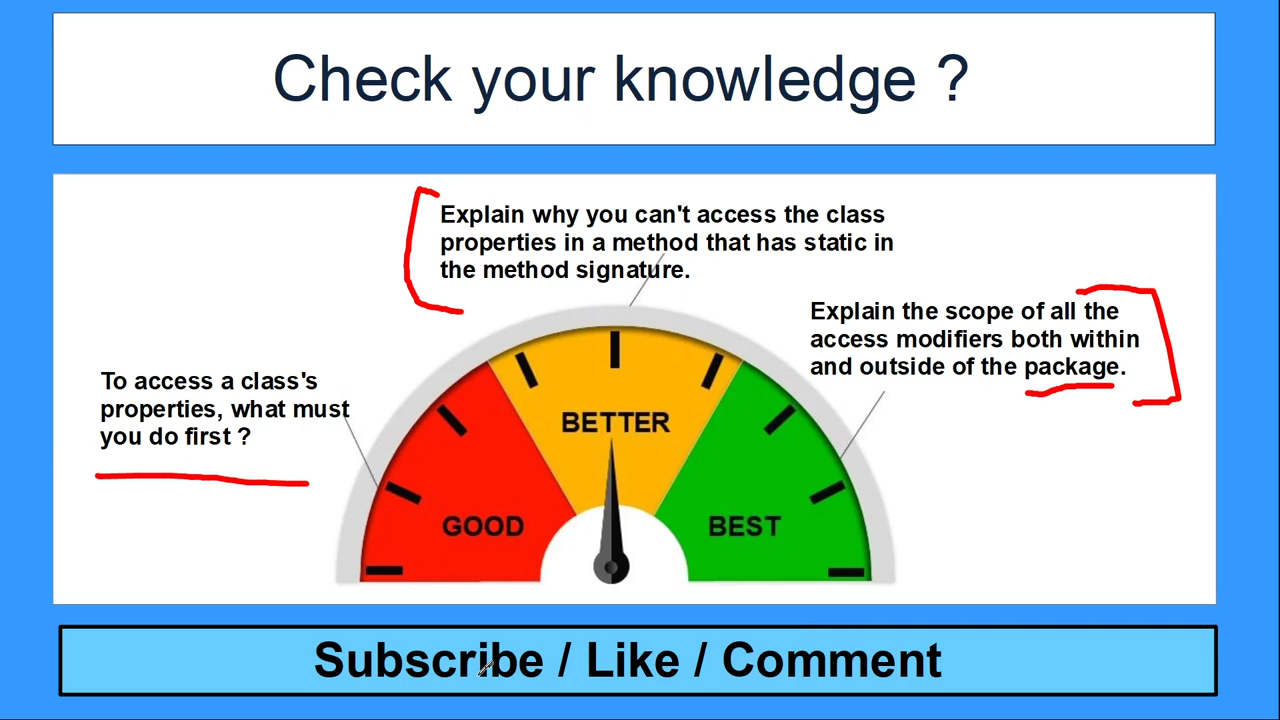 Check your knowledge ?
Explain why you can't access the class
properties in a method that has static in
the method signature.
Explain the scope of all the
access modifiers both within
and outside of the package.
To access a class's
properties, what must
you do first ?
BETTER
GOOD
BEST
Subscribe / Like / Comment